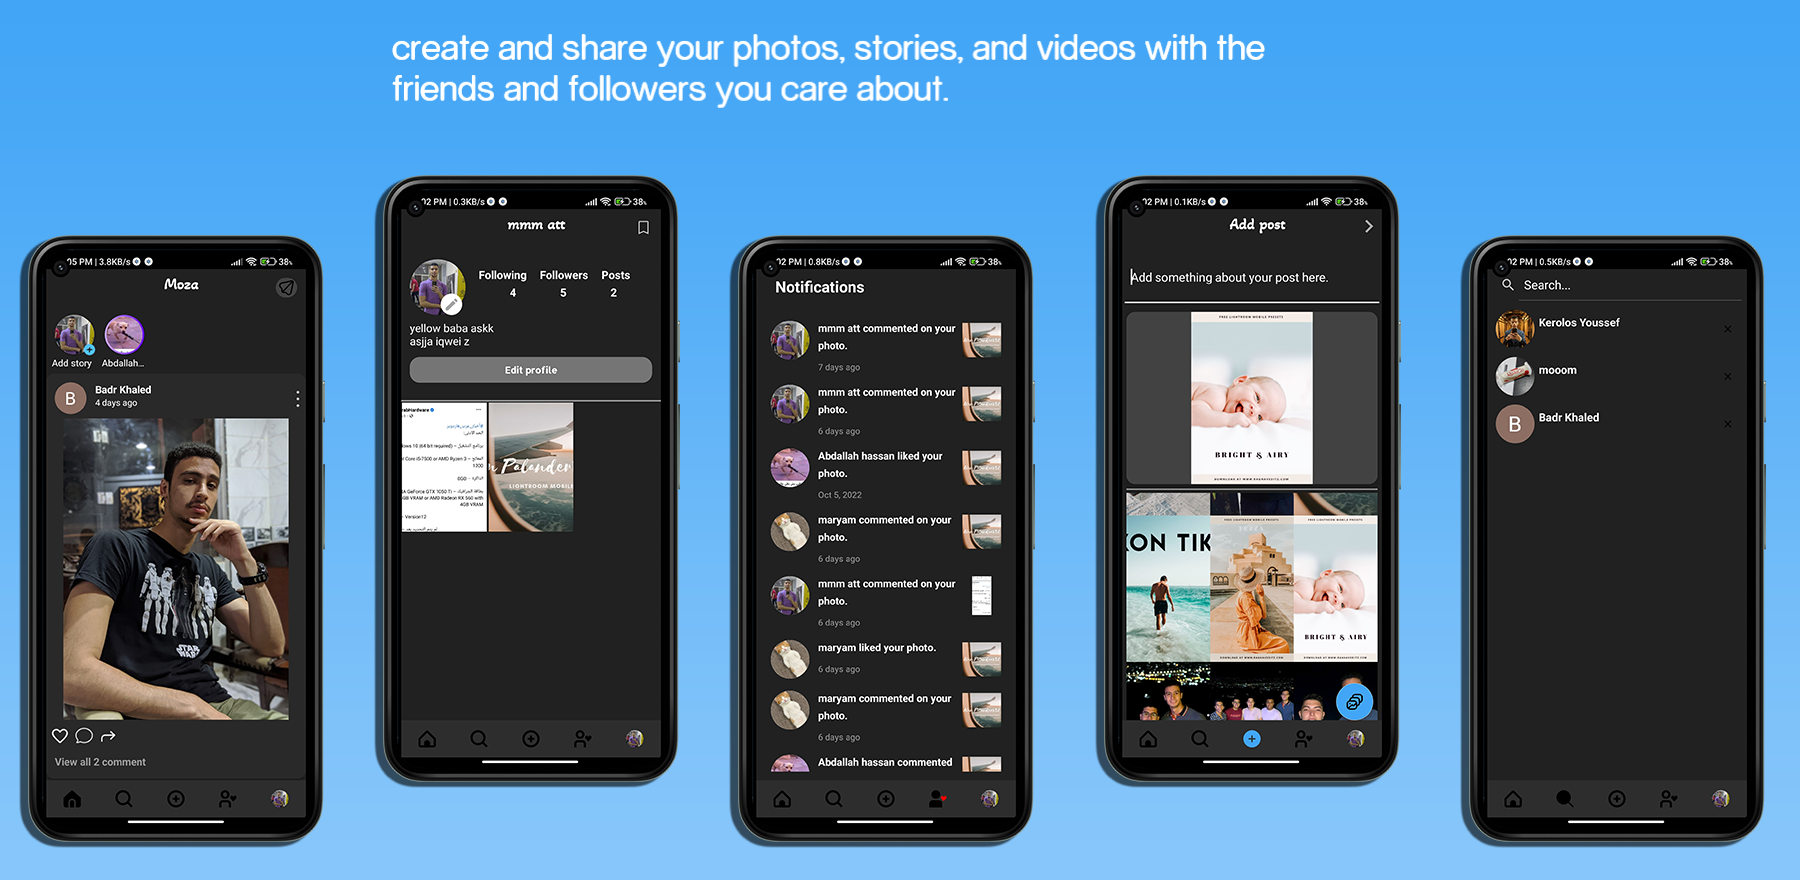 create and share your photos, stories, and videos with the
friends and followers you care about.
05 PM | 3.8KB/s
38
Moza
Add story
Abdallah...
B
Badr Khaled
4 days ago
STAR
WARS
View all 2 comment
02 PM | 0.3KB/s
38
mmm att
Following
Followers
Posts
4
5
2
yellow baba askk
asjja iqwei z
Edit profile
LIGHTROOM MOBILE
02 PM | 0.8KB/s
38
Notifications
mmm att commented on your
photo.
7 days ago
mmm att commented on your
photo.
6 days ago
Abdallah hassan liked your
photo.
Oct 5, 2022
maryam commented on your
photo.
6 days ago
mmm att commented on your
photo.
6 days ago
maryam liked your photo.
6 days ago
maryam commented on your
photo.
6 days ago
Abdallah hassan commented
02 PM | 0.1KB/s
38
Add post
Add something about your post here.
FREE LIGHTROOM MOBILE PRESETS
BRIGHT & AIRY
KON TIK
BRIGHT & AIRY
02 PM | 0.5KB/s
38
Search...
Kerolos Youssef
mooom
B
Badr Khaled